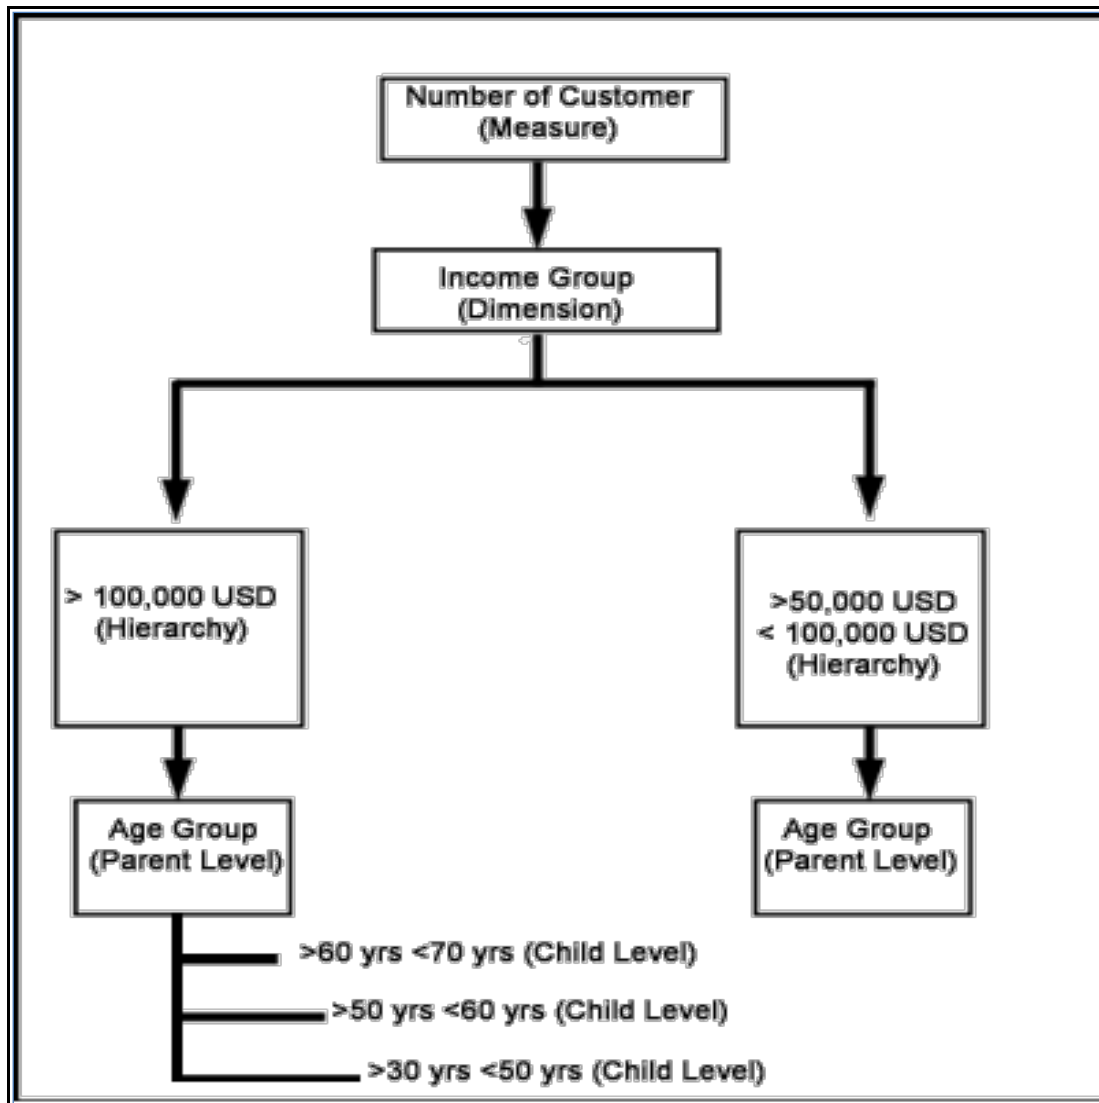 Number of Customer
(Measure)
Income Group
(Dimension)
> 100,000 USD
(Hierarchy)
>50,000 USD
< 100,000 USD
(Hierarchy)
Age Group
(Parent Level)
Age Group
(Parent Level)
>60 yrs <70 yrs (Child Level)
>50 yrs <60 yrs (Child Level)
>30 yrs <50 yrs (Child Level)